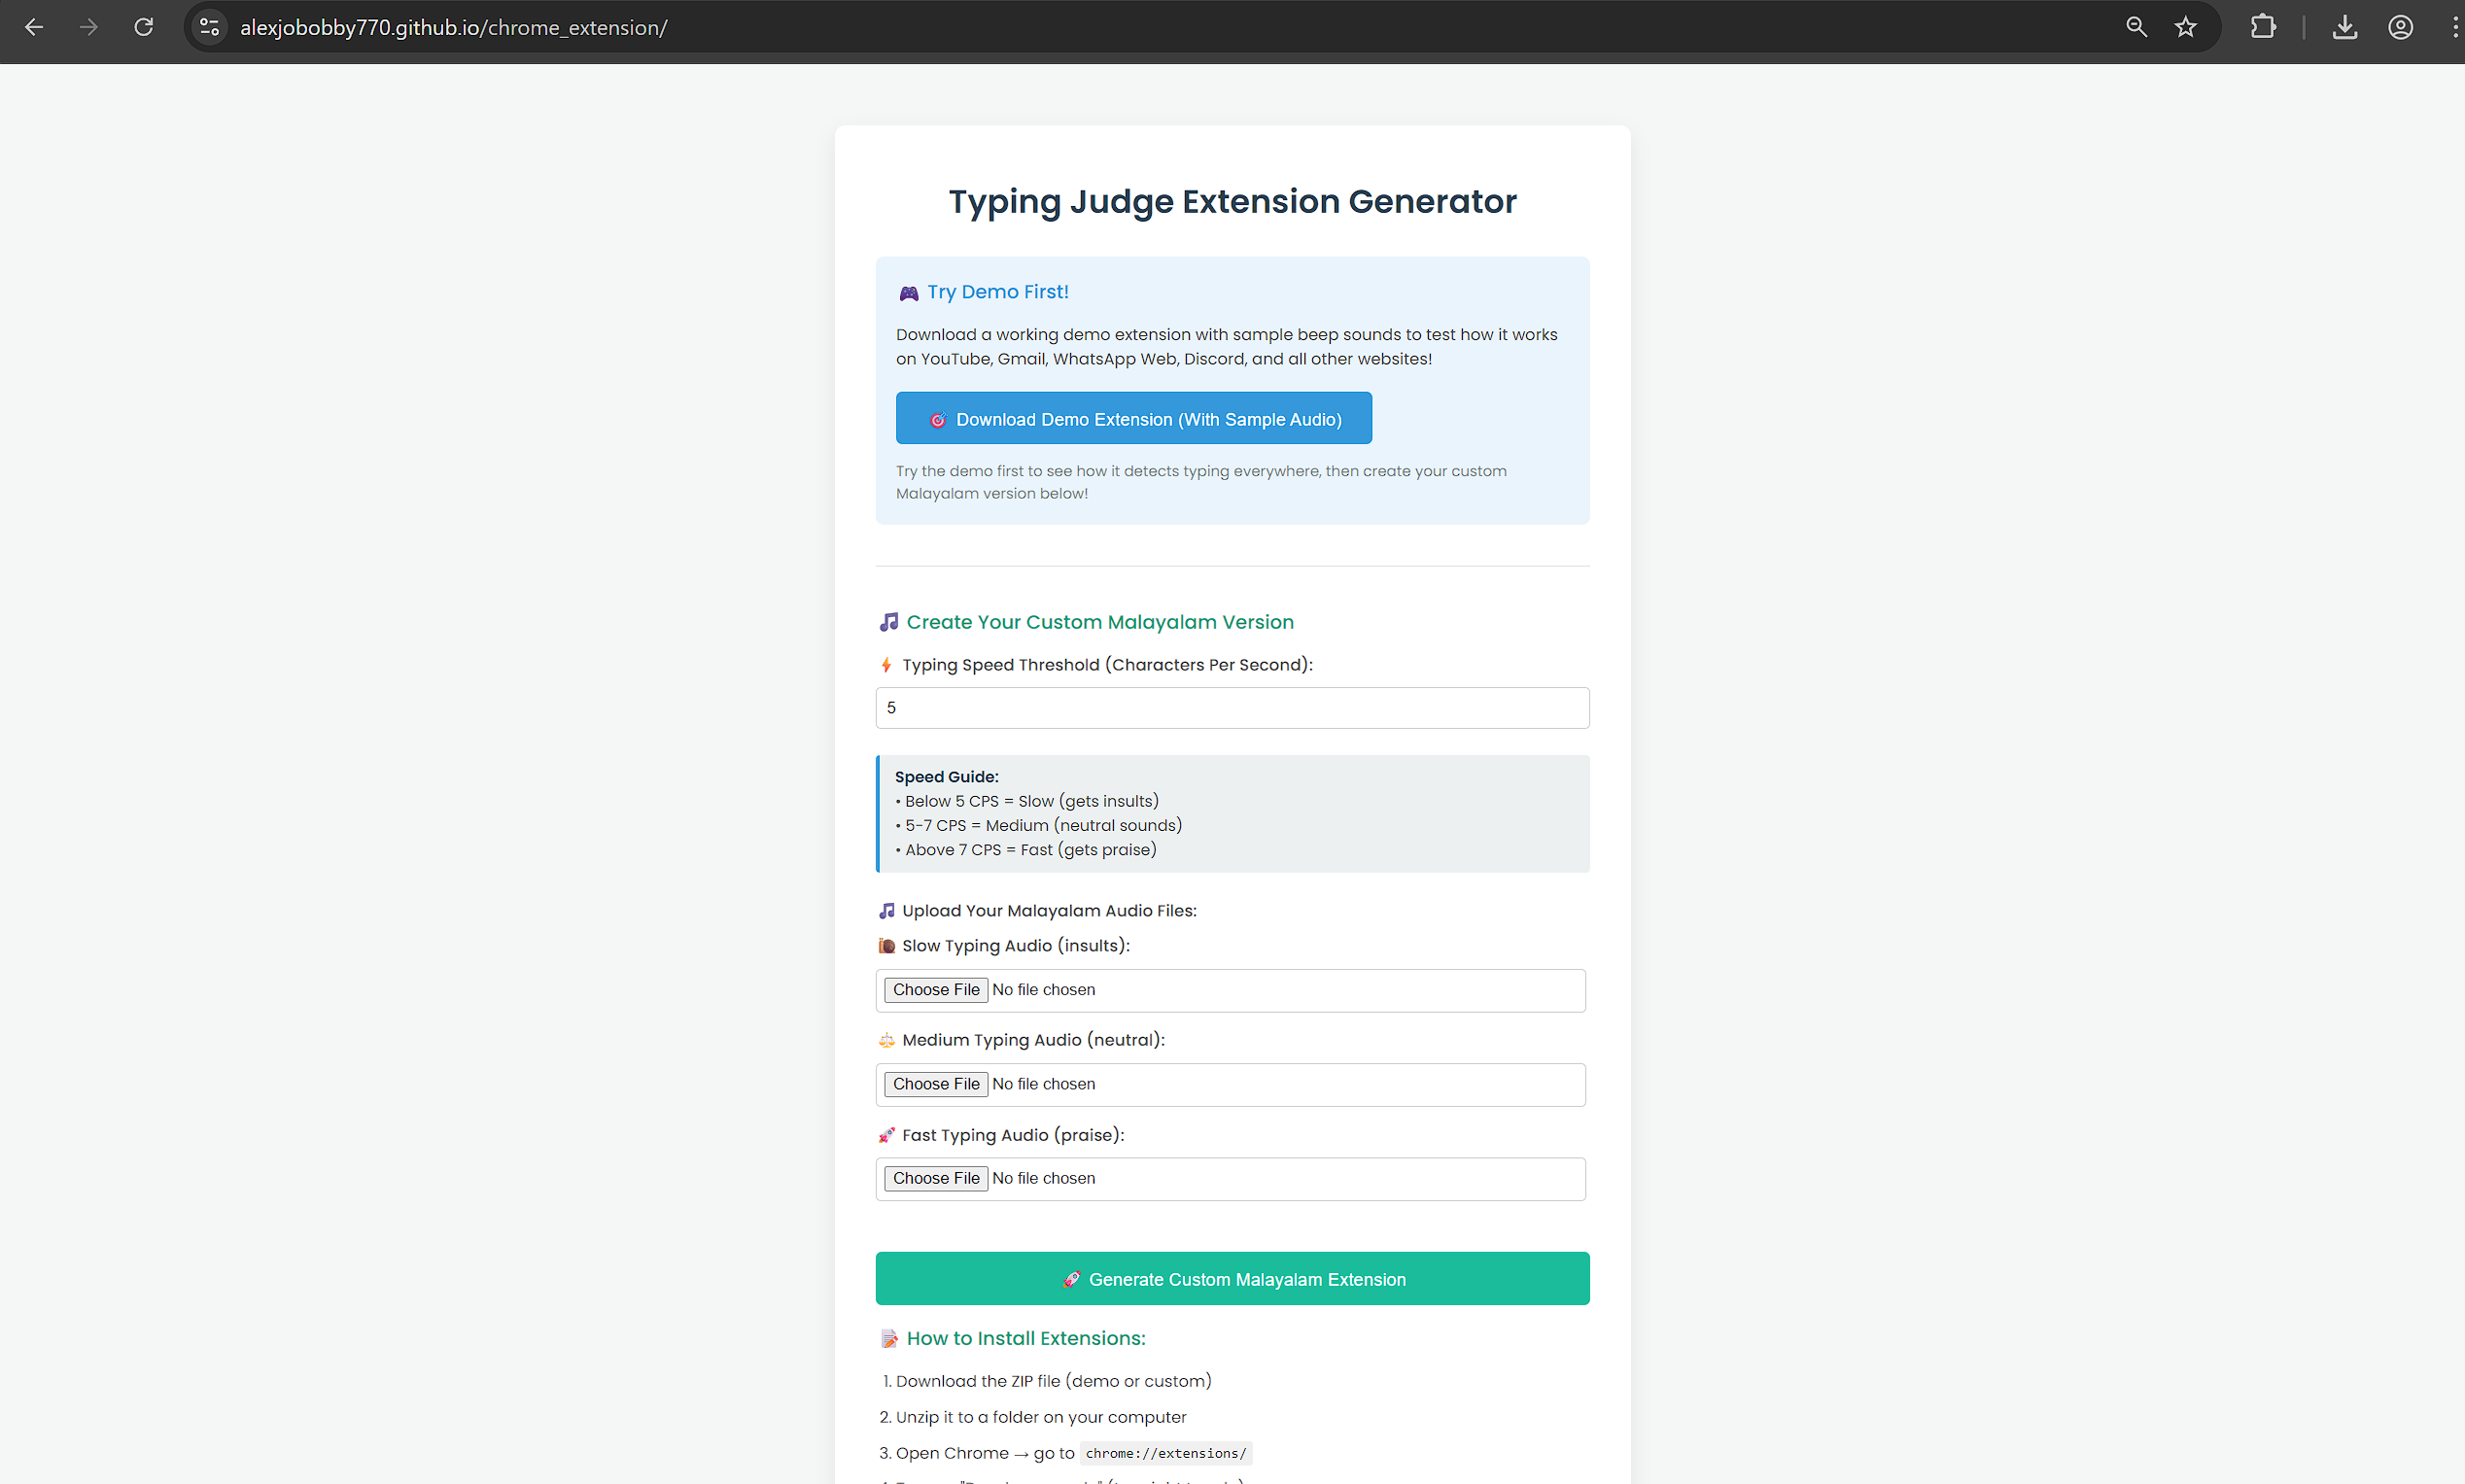 alexjobobby770.github.io/chrome_extension/
Typing Judge Extension Generator
🎮 Try Demo First!
Download a working demo extension with sample beep sounds to test how it works
on YouTube, Gmail, WhatsApp Web, Discord, and all other websites!
🎯 Download Demo Extension (With Sample Audio)
Try the demo first to see how it detects typing everywhere, then create your custom
Malayalam version below!
🎵 Create Your Custom Malayalam Version
⚡ Typing Speed Threshold (Characters Per Second):
5
Speed Guide:
• Below 5 CPS = Slow (gets insults)
• 5-7 CPS = Medium (neutral sounds)
• Above 7 CPS = Fast (gets praise)
🎵 Upload Your Malayalam Audio Files:
🐌 Slow Typing Audio (insults):
Choose File No file chosen
⚖️ Medium Typing Audio (neutral):
Choose File No file chosen
🚀 Fast Typing Audio (praise):
Choose File No file chosen
🚀 Generate Custom Malayalam Extension
📝 How to Install Extensions:
1. Download the ZIP file (demo or custom)
2. Unzip it to a folder on your computer
3. Open Chrome → go to chrome://extensions/